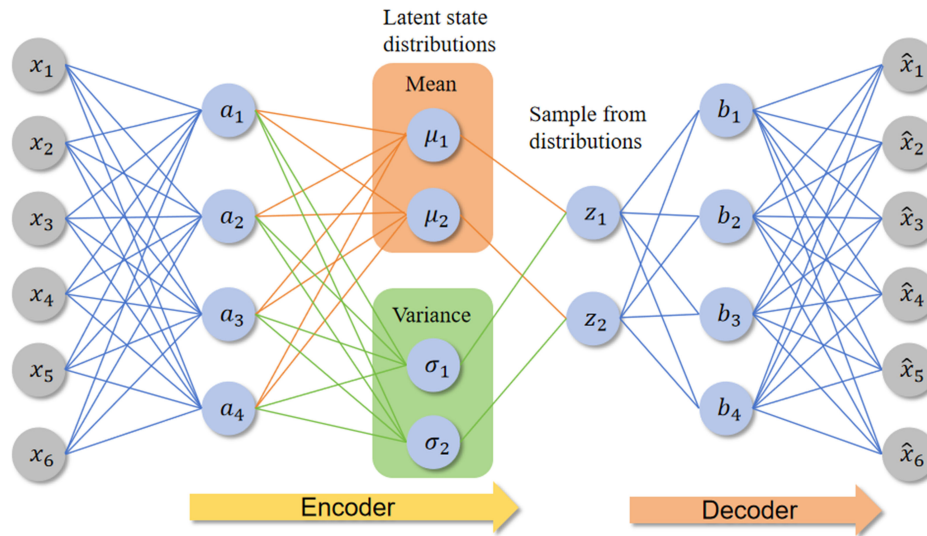 Latent state
distributions
Mean
Sample from
distributions
Variance
x₁
x₂
x₃
x₄
x₅
x₆
a₁
a₂
a₃
a₄
μ₁
μ₂
σ₁
σ₂
z₁
z₂
b₁
b₂
b₃
b₄
x̂₁
x̂₂
x̂₃
x̂₄
x̂₅
x̂₆
Encoder
Decoder